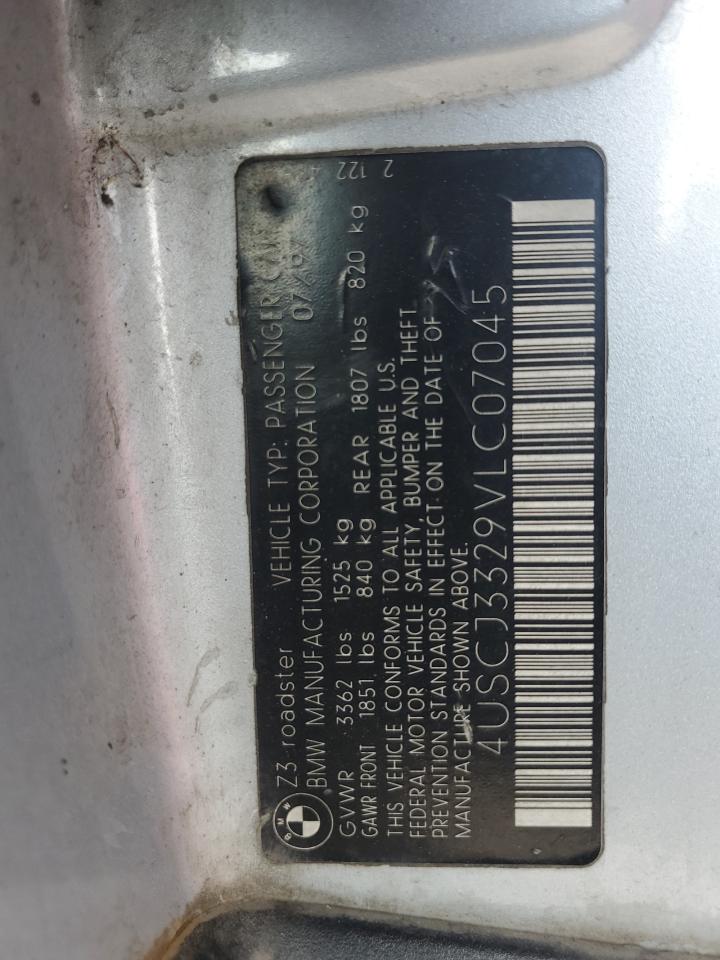 BMW
Z3 roadster VEHICLE TYP: PASSENGER CAR
BMW MANUFACTURING CORPORATION 07/97
GVWR 3362 lbs 1525 kg
GAWR FRONT 1851 lbs 840 kg REAR 1807 lbs 820 kg
THIS VEHICLE CONFORMS TO ALL APPLICABLE U.S.
FEDERAL MOTOR VEHICLE SAFETY, BUMPER AND THEFT
PREVENTION STANDARDS IN EFFECT ON THE DATE OF
MANUFACTURE SHOWN ABOVE.
2 122
4USCJ3329VLC07045